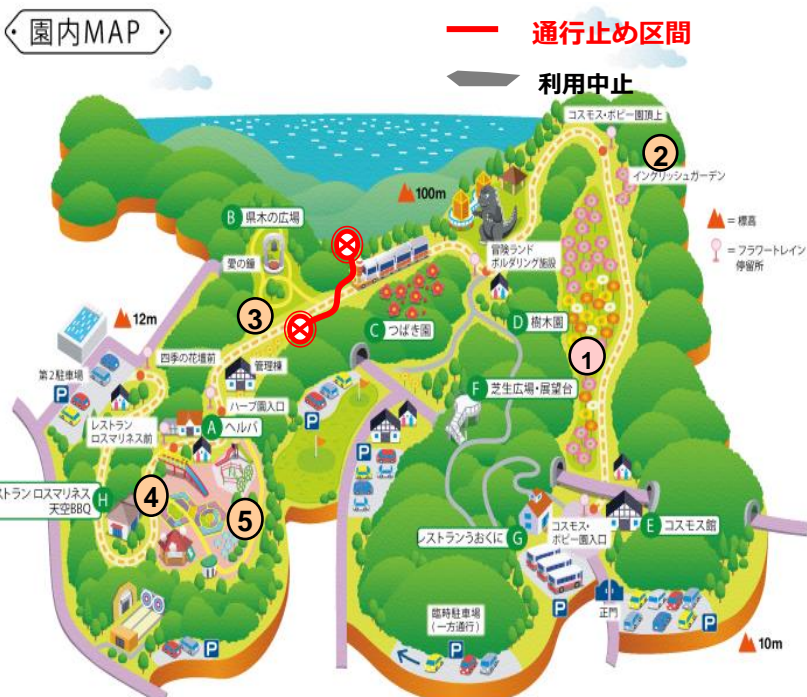 園内MAP
通行止め区間
利用中止
コスモス・ポピー園頂上
2
イングリッシュガーデン
100m
B 県木の広場
= 標高
愛の鐘
冒険ランド
ボルダリング施設
= フラワートレイン
停留所
12m
3
C つばき園
D 樹木園
1
四季の花壇前
管理棟
第2駐車場
F 芝生広場・展望台
P
ハーブ園入口
P
レストラン
ロスマリネス前
A ヘルバ
P
ストラン ロスマリネス
天空BBQ
H
4
5
レストランうおくに G
コスモス・
ポピー園入口
E コスモス館
臨時駐車場
(一方通行)
P
正門
P
P
10m